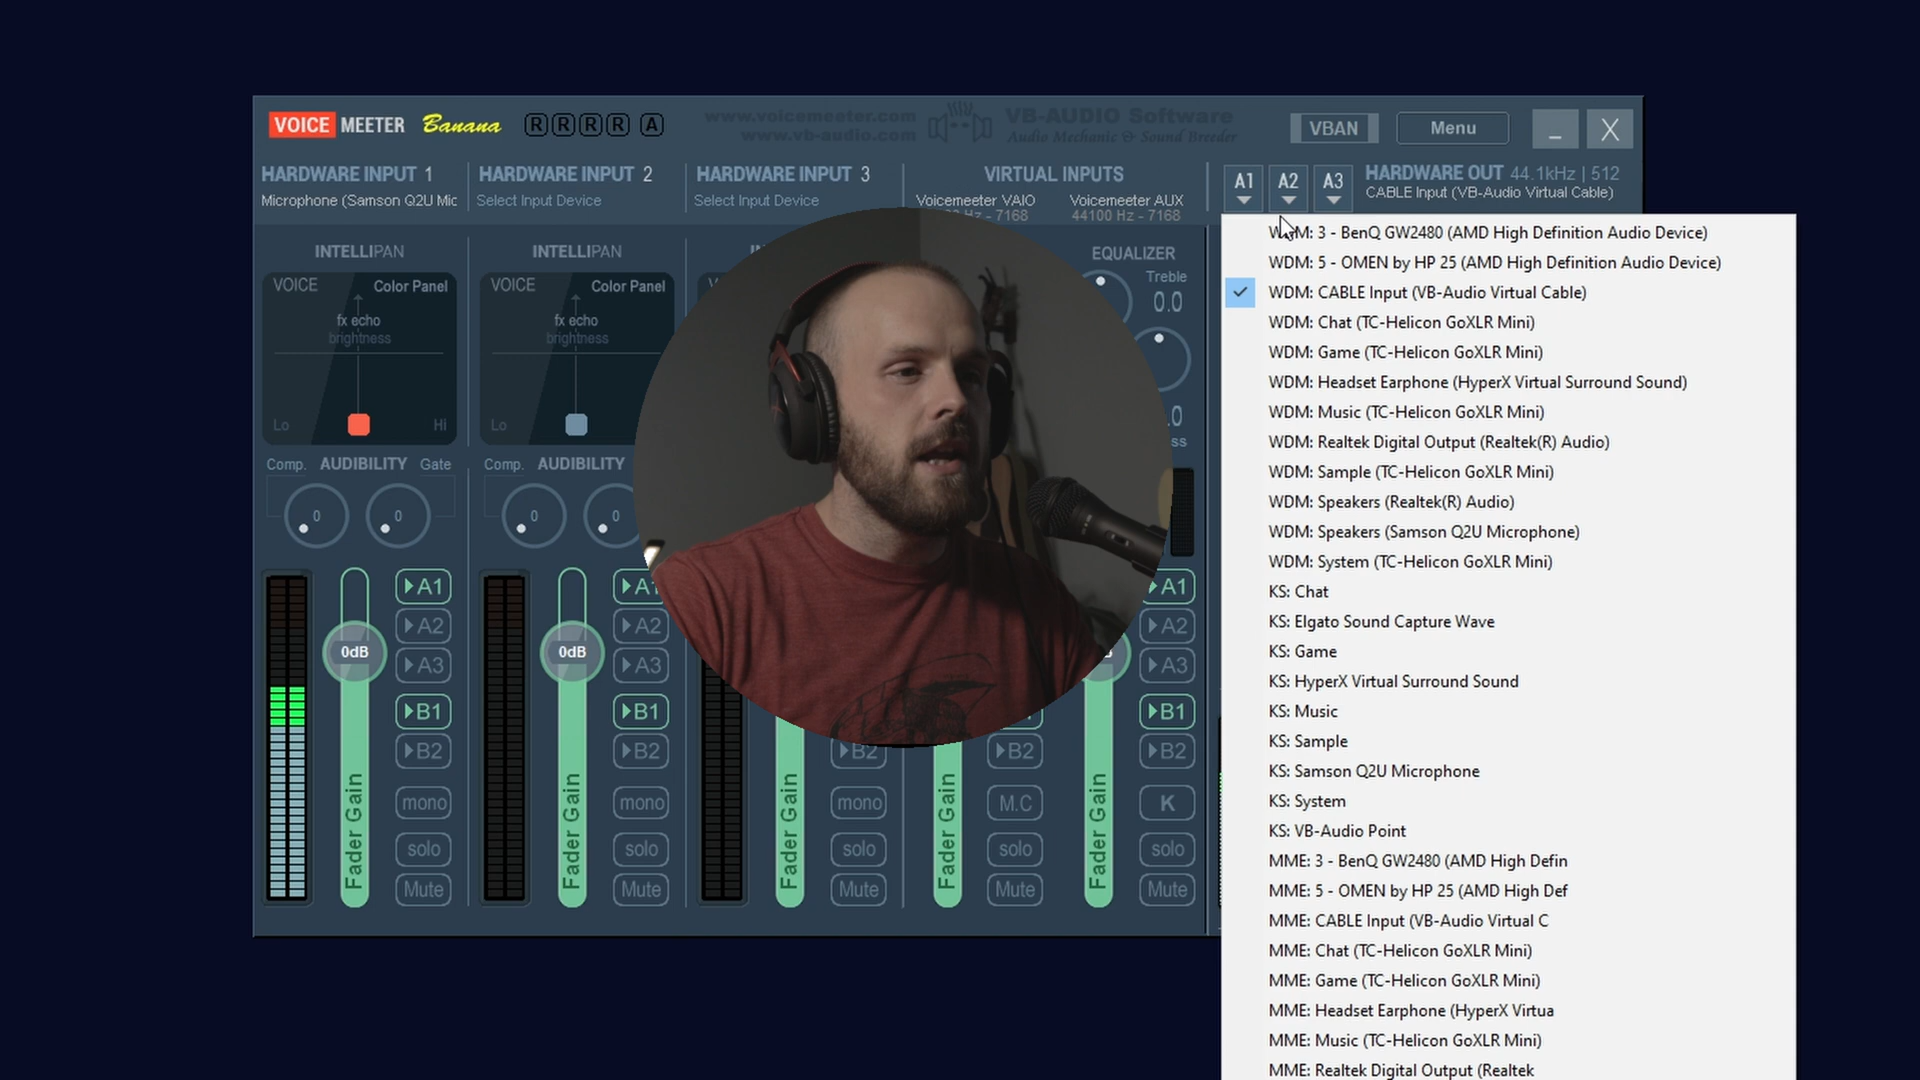 VOICE MEETER Banana R R R R A
www.voicemeeter.com
www.vb-audio.com
VB-AUDIO Software
Audio Mechanic & Sound Breeder
VBAN
Menu
_
X
HARDWARE INPUT 1
Microphone (Samson Q2U Mic
HARDWARE INPUT 2
Select Input Device
HARDWARE INPUT 3
Select Input Device
VIRTUAL INPUTS
Voicemeeter VAIO
Hz - 7168
Voicemeeter AUX
44100 Hz - 7168
A1 A2 A3
HARDWARE OUT 44.1kHz | 512
CABLE Input (VB-Audio Virtual Cable)
INTELLIPAN
VOICE Color Panel
fx echo
brightness
Lo Hi
INTELLIPAN
VOICE Color Panel
fx echo
brightness
Lo
EQUALIZER
Treble
0.0
Comp. AUDIBILITY Gate
0 0
Comp. AUDIBILITY
0 0
0dB
Fader Gain
A1
A2
A3
B1
B2
mono
solo
Mute
0dB
Fader Gain
A1
A2
A3
B1
B2
mono
solo
Mute
Fader Gain
B2
mono
solo
Mute
Fader Gain
B2
M.C
solo
Mute
Fader Gain
A1
A2
A3
B1
B2
K
solo
Mute
WDM: 3 - BenQ GW2480 (AMD High Definition Audio Device)
WDM: 5 - OMEN by HP 25 (AMD High Definition Audio Device)
WDM: CABLE Input (VB-Audio Virtual Cable)
WDM: Chat (TC-Helicon GoXLR Mini)
WDM: Game (TC-Helicon GoXLR Mini)
WDM: Headset Earphone (HyperX Virtual Surround Sound)
WDM: Music (TC-Helicon GoXLR Mini)
WDM: Realtek Digital Output (Realtek(R) Audio)
WDM: Sample (TC-Helicon GoXLR Mini)
WDM: Speakers (Realtek(R) Audio)
WDM: Speakers (Samson Q2U Microphone)
WDM: System (TC-Helicon GoXLR Mini)
KS: Chat
KS: Elgato Sound Capture Wave
KS: Game
KS: HyperX Virtual Surround Sound
KS: Music
KS: Sample
KS: Samson Q2U Microphone
KS: System
KS: VB-Audio Point
MME: 3 - BenQ GW2480 (AMD High Defin
MME: 5 - OMEN by HP 25 (AMD High Def
MME: CABLE Input (VB-Audio Virtual C
MME: Chat (TC-Helicon GoXLR Mini)
MME: Game (TC-Helicon GoXLR Mini)
MME: Headset Earphone (HyperX Virtua
MME: Music (TC-Helicon GoXLR Mini)
MME: Realtek Digital Output (Realtek